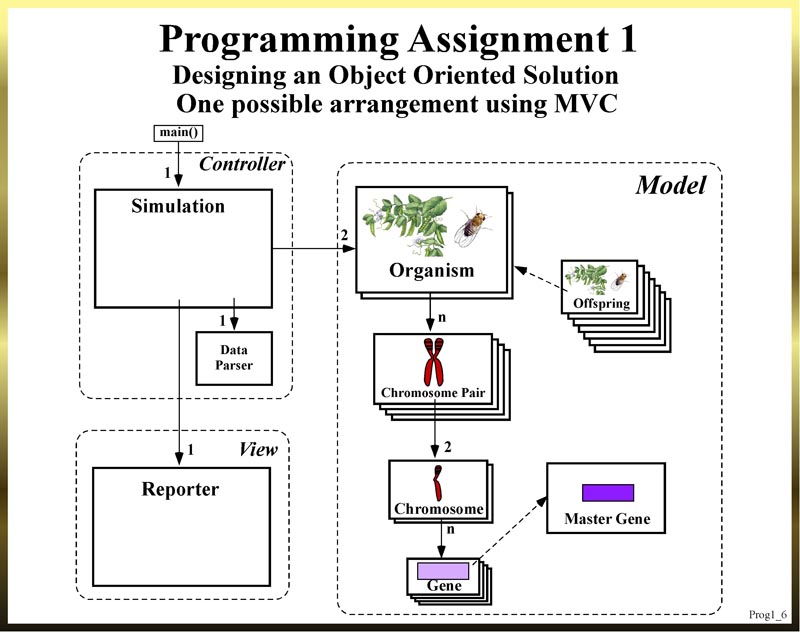 Programming Assignment 1
Designing an Object Oriented Solution
One possible arrangement using MVC
main()
1
Controller
Simulation
1
Data
Parser
1
View
Reporter
Model
2
Organism
Offspring
n
Chromosome Pair
2
Chromosome
n
Gene
Master Gene
Prog1_6